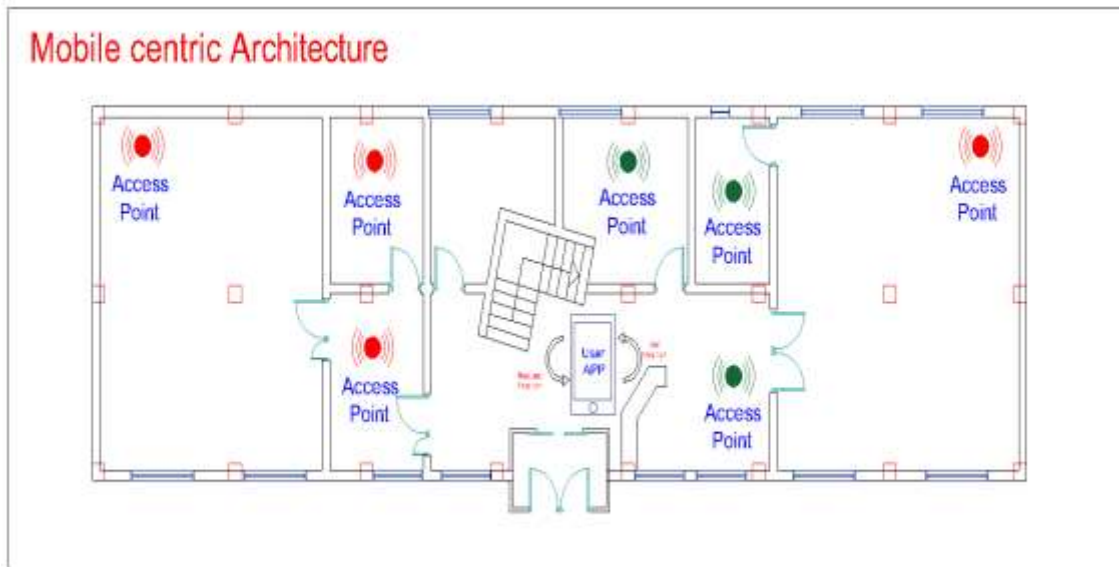 Mobile centric Architecture
Access
Point
Access
Point
Access
Point
Access
Point
Access
Point
User
APP
Access
Point
Access
Point